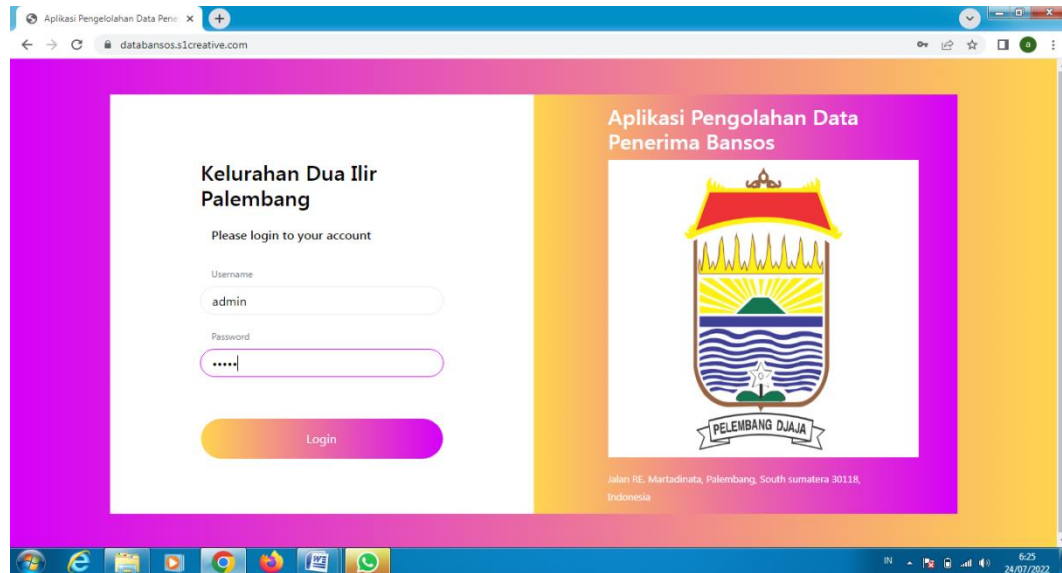 Aplikasi Pengelolahan Data Pene
databansos.s1creative.com
a
Kelurahan Dua Ilir
Palembang
Please login to your account
Username
admin
Password
•••••
Login
Aplikasi Pengolahan Data
Penerima Bansos
PELEMBANG DJAJA
Jalan RE. Martadinata, Palembang, South sumatera 30118,
Indonesia
IN
6:25
24/07/2022